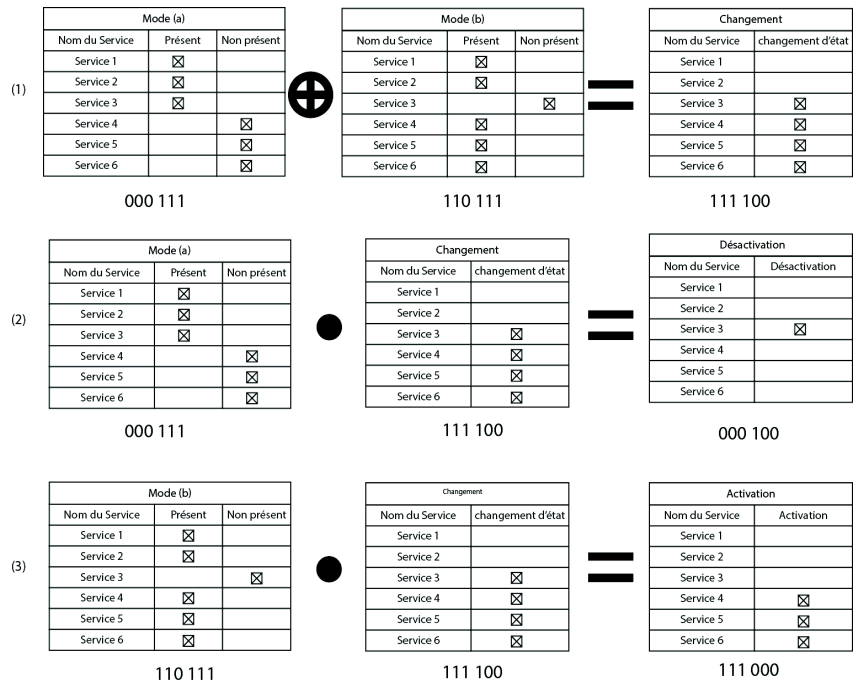 Mode (a)
Nom du Service Présent Non présent
Service 1
Service 2
Service 3
Service 4
Service 5
Service 6
000 111
(1)
Mode (b)
Nom du Service Présent Non présent
Service 1
Service 2
Service 3
Service 4
Service 5
Service 6
110 111
Changement
Nom du Service changement d'état
Service 1
Service 2
Service 3
Service 4
Service 5
Service 6
111 100
(2)
Mode (a)
Nom du Service Présent Non présent
Service 1
Service 2
Service 3
Service 4
Service 5
Service 6
000 111
Changement
Nom du Service changement d'état
Service 1
Service 2
Service 3
Service 4
Service 5
Service 6
111 100
Désactivation
Nom du Service Désactivation
Service 1
Service 2
Service 3
Service 4
Service 5
Service 6
000 100
(3)
Mode (b)
Nom du Service Présent Non présent
Service 1
Service 2
Service 3
Service 4
Service 5
Service 6
110 111
Changement
Nom du Service changement d'état
Service 1
Service 2
Service 3
Service 4
Service 5
Service 6
111 100
Activation
Nom du Service Activation
Service 1
Service 2
Service 3
Service 4
Service 5
Service 6
111 000